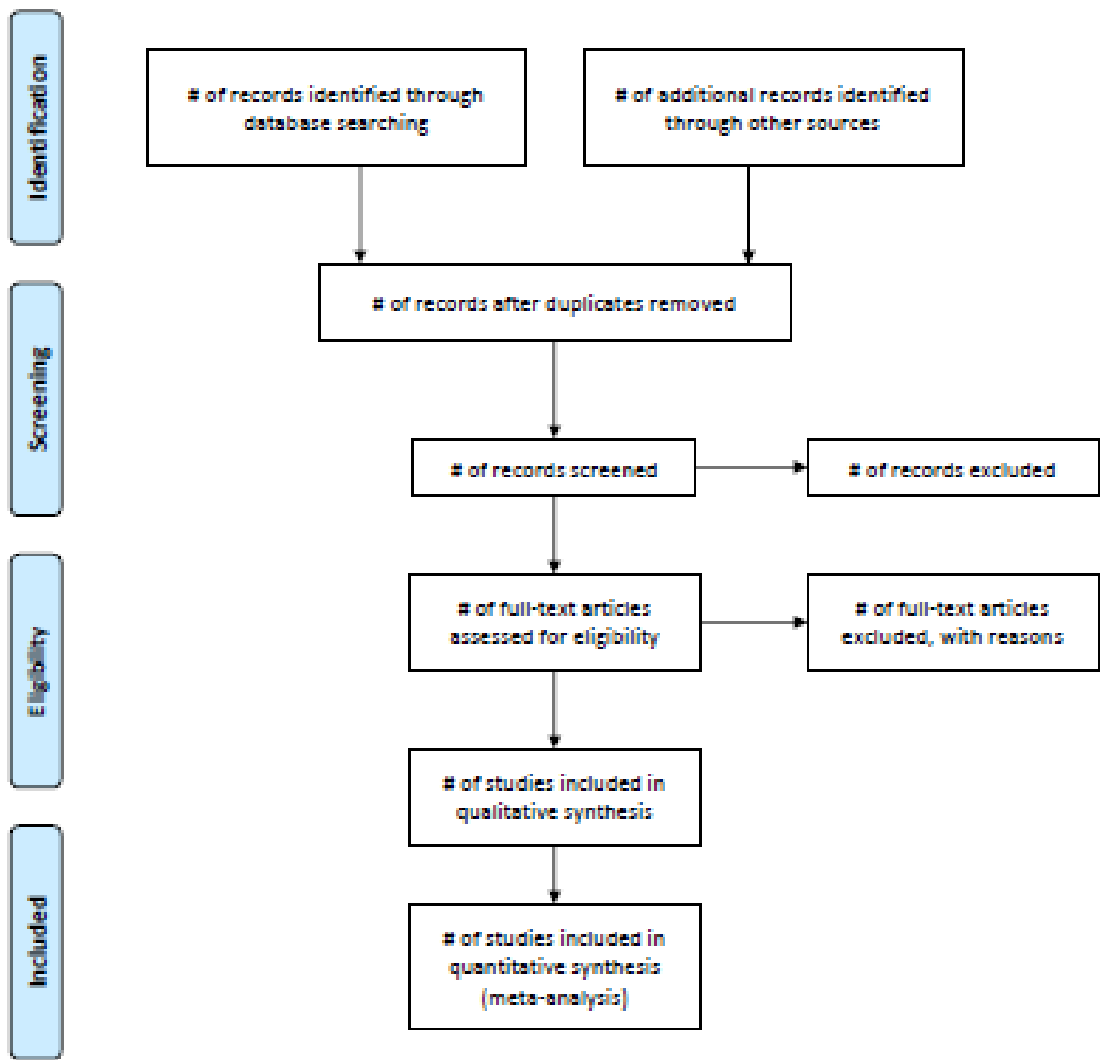 Identification
# of records identified through
database searching
# of additional records identified
through other sources
Screening
# of records after duplicates removed
# of records screened
# of records excluded
Eligibility
# of full-text articles
assessed for eligibility
# of full-text articles
excluded, with reasons
# of studies included in
qualitative synthesis
Included
# of studies included in
quantitative synthesis
(meta-analysis)